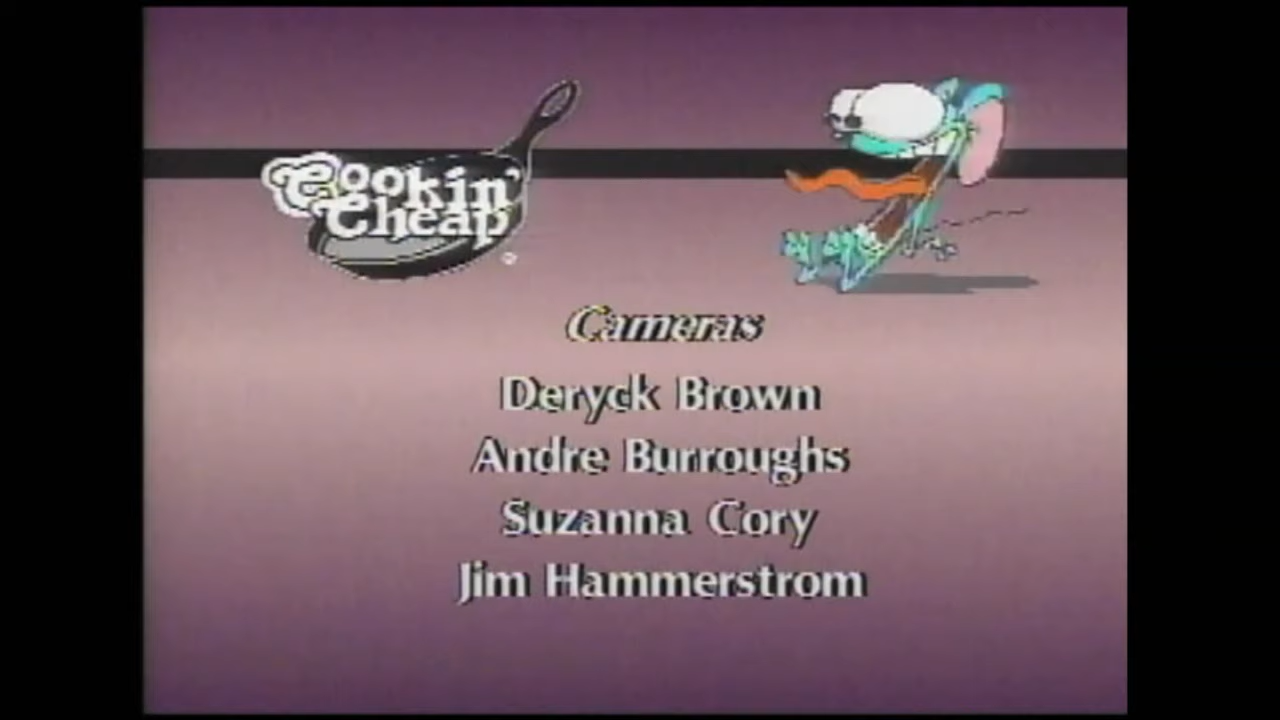 Cookin'
Cheap
Cameras
Deryck Brown
Andre Burroughs
Suzanna Cory
Jim Hammerstrom